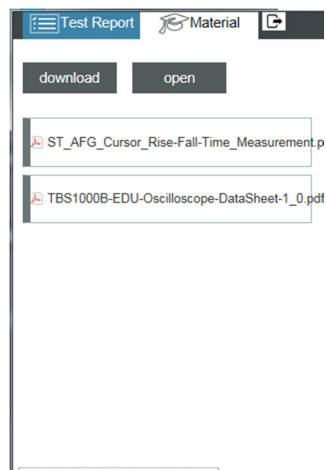 Test Report
Material
download
open
ST_AFG_Cursor_Rise-Fall-Time_Measurement.p
TBS1000B-EDU-Oscilloscope-DataSheet-1_0.pdf